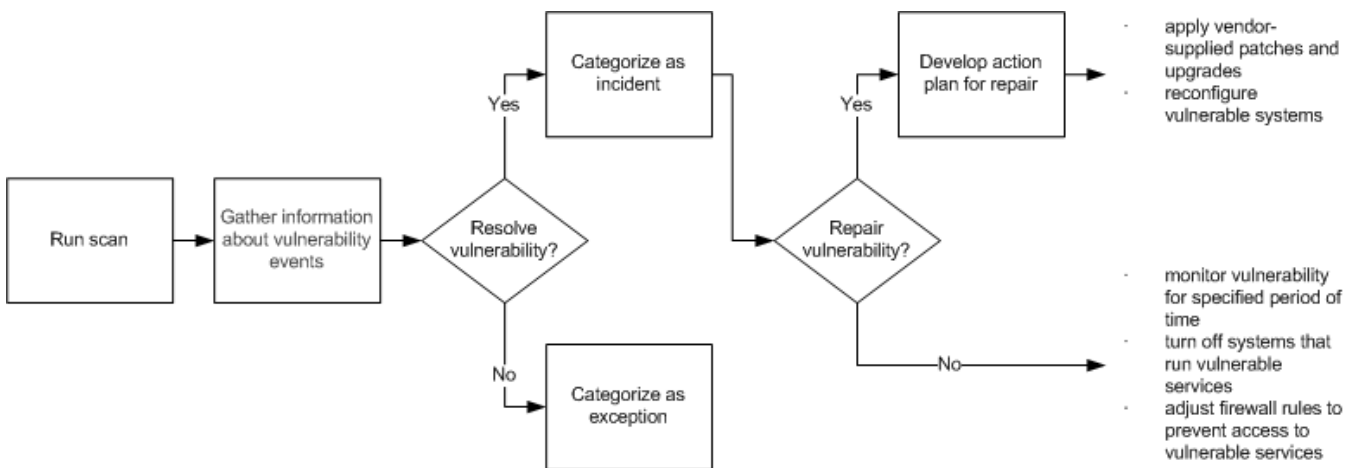 Run scan
Gather information
about vulnerability
events
Resolve
vulnerability?
Yes
Categorize as
incident
No
Categorize as
exception
Repair
vulnerability?
Yes
Develop action
plan for repair
· apply vendor-
supplied patches and
upgrades
· reconfigure
vulnerable systems
No
· monitor vulnerability
for specified period of
time
· turn off systems that
run vulnerable
services
· adjust firewall rules to
prevent access to
vulnerable services